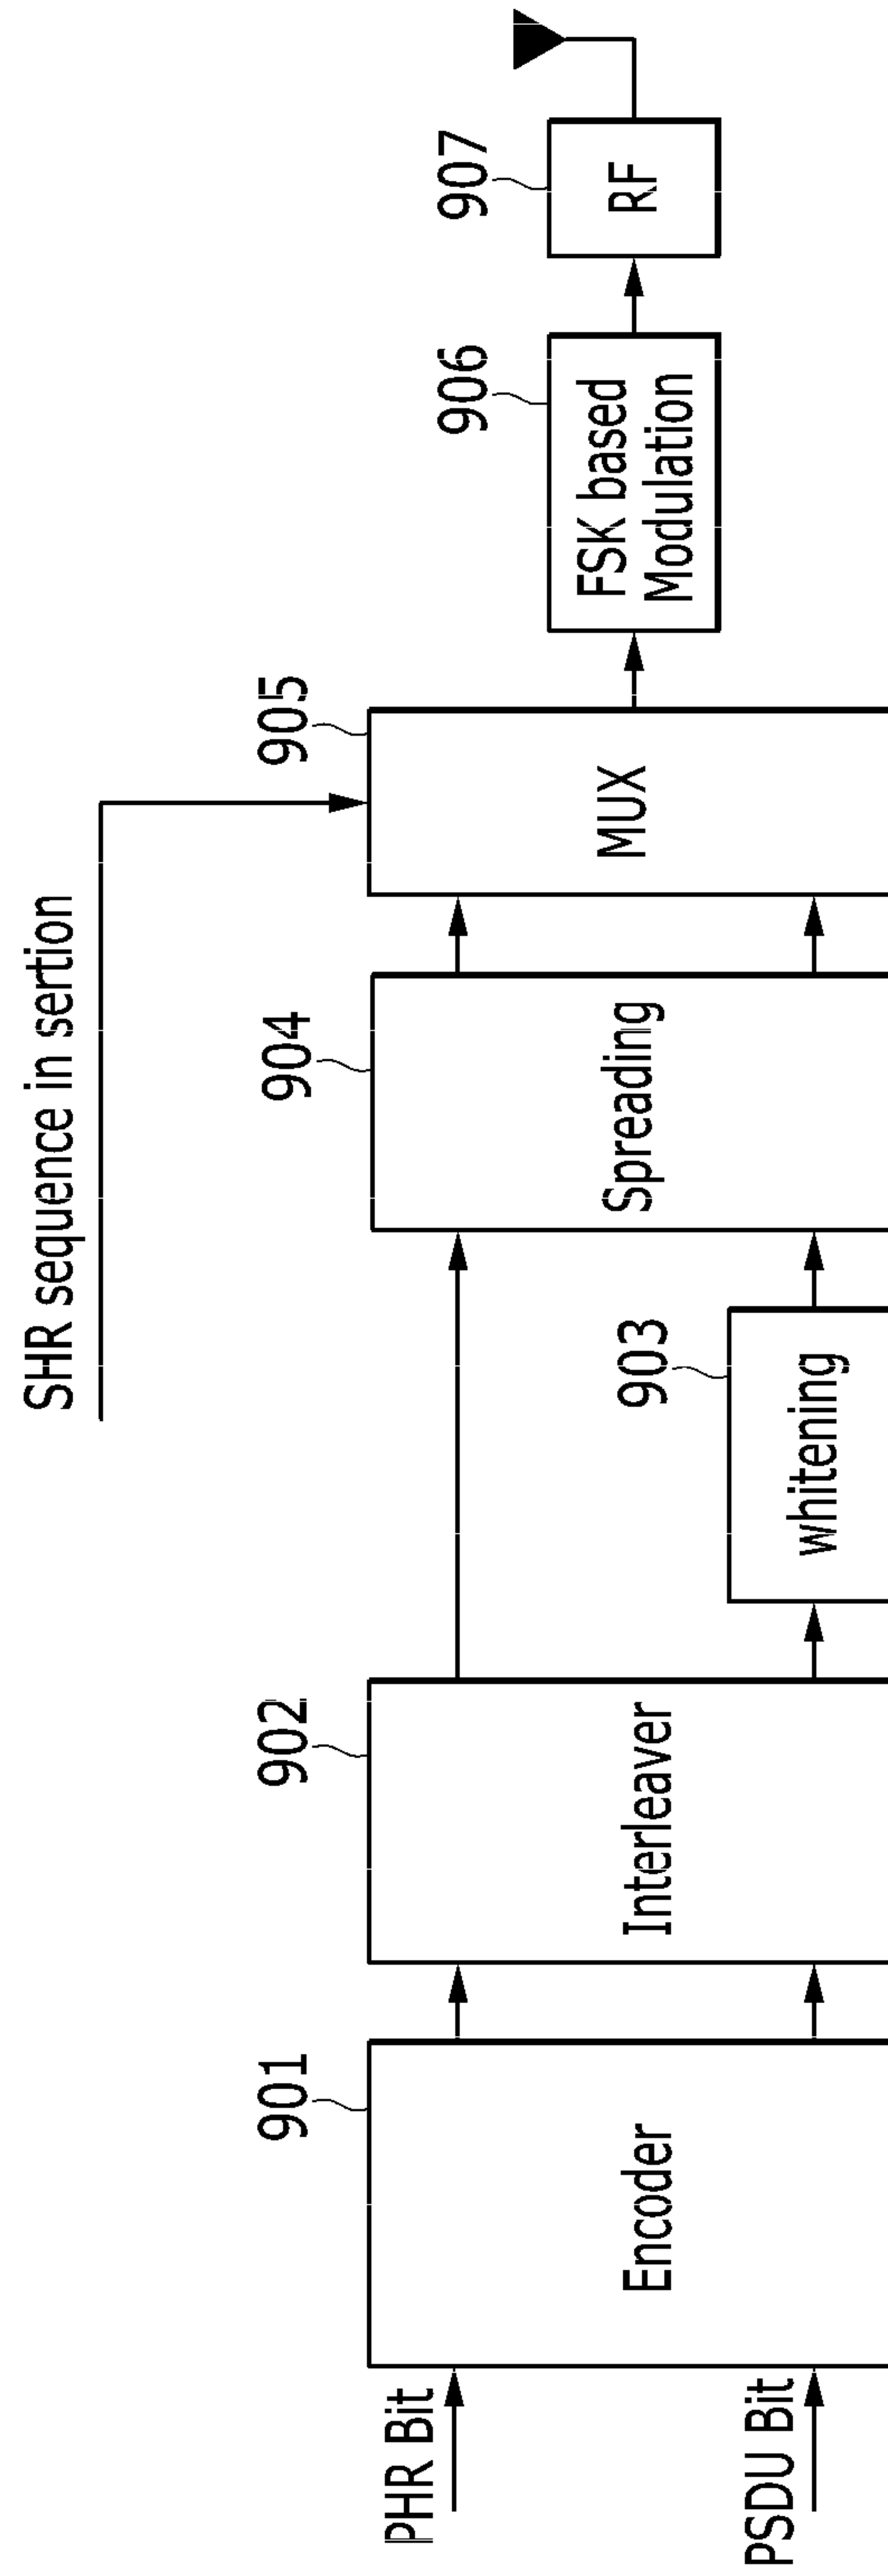 SHR sequence in sertion
PHR Bit
PSDU Bit
901
Encoder
902
Interleaver
903
whitening
904
Spreading
905
MUX
906
FSK based
Modulation
907
RF